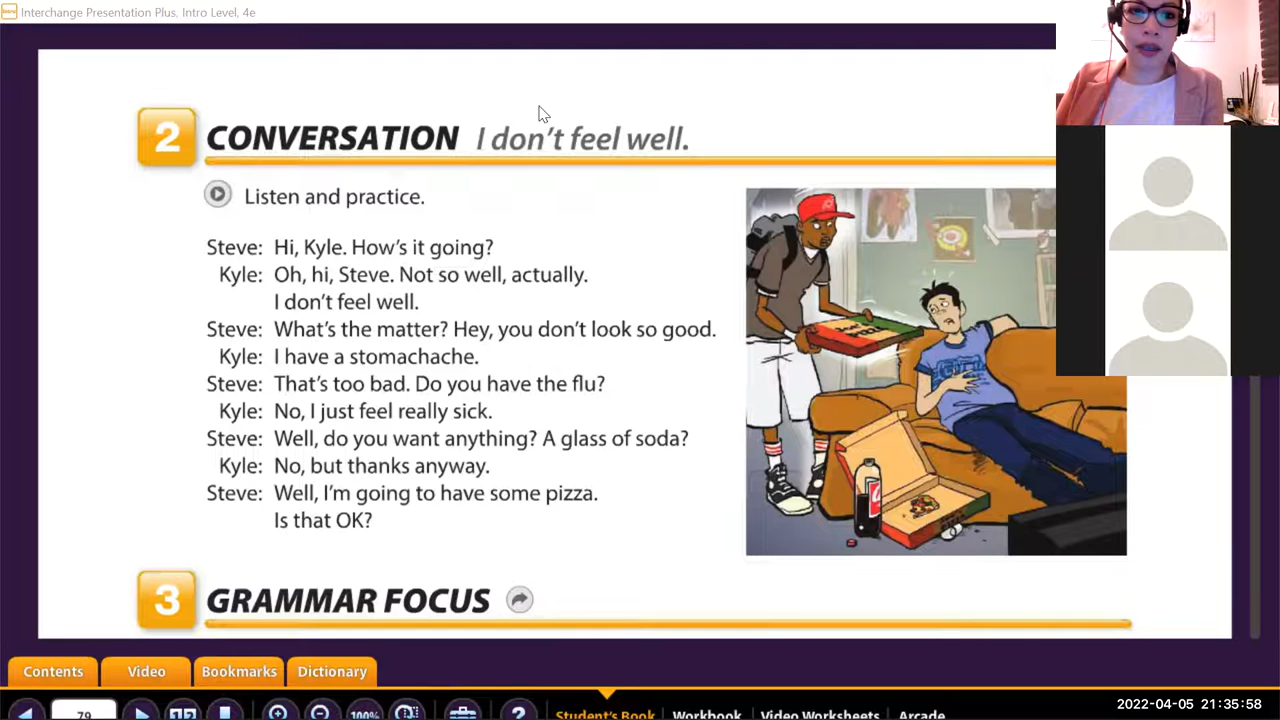 Interchange Presentation Plus, Intro Level, 4e
2 CONVERSATION I don't feel well.
Listen and practice.
Steve: Hi, Kyle. How's it going?
Kyle: Oh, hi, Steve. Not so well, actually.
I don't feel well.
Steve: What's the matter? Hey, you don't look so good.
Kyle: I have a stomachache.
Steve: That's too bad. Do you have the flu?
Kyle: No, I just feel really sick.
Steve: Well, do you want anything? A glass of soda?
Kyle: No, but thanks anyway.
Steve: Well, I'm going to have some pizza.
Is that OK?
3 GRAMMAR FOCUS
Contents Video Bookmarks Dictionary
79 100% ? Student's Book Workbook Video Worksheets Arcade
2022-04-05 21:35:58